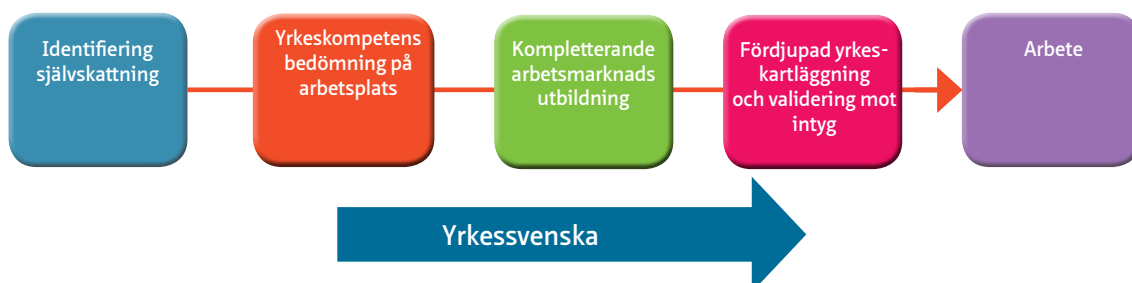 Identifiering
självskattning
Yrkeskompetens
bedömning på
arbetsplats
Kompletterande
arbetsmarknads
utbildning
Fördjupad yrkes-
kartläggning
och validering mot
intyg
Arbete
Yrkessvenska